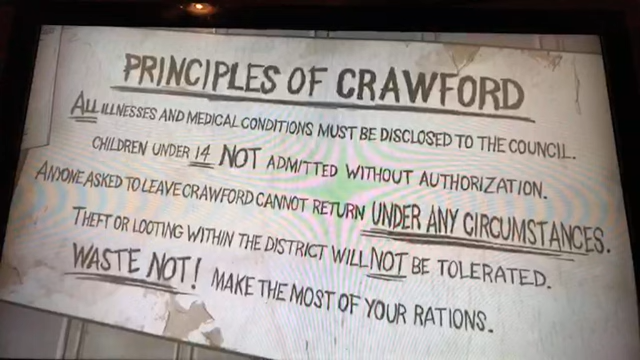 PRINCIPLES OF CRAWFORD
ALL ILLNESSES AND MEDICAL CONDITIONS MUST BE DISCLOSED TO THE COUNCIL.
CHILDREN UNDER 14 NOT ADMITTED WITHOUT AUTHORIZATION.
ANYONE ASKED TO LEAVE CRAWFORD CANNOT RETURN UNDER ANY CIRCUMSTANCES.
THEFT OR LOOTING WITHIN THE DISTRICT WILL NOT BE TOLERATED.
WASTE NOT! MAKE THE MOST OF YOUR RATIONS.